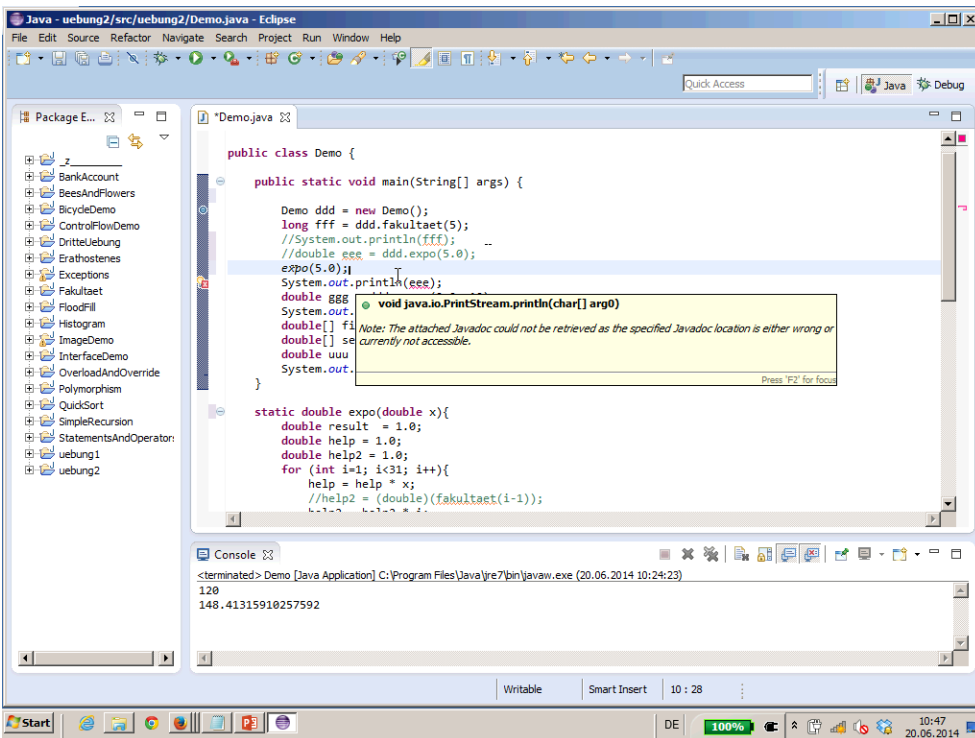 Java - uebung2/src/uebung2/Demo.java - Eclipse
File Edit Source Refactor Navigate Search Project Run Window Help
Quick Access
Java
Debug
Package E...
_z_________
BankAccount
BeesAndFlowers
BicycleDemo
ControlFlowDemo
DritteUebung
Erathostenes
Exceptions
Fakultaet
FloodFill
Histogram
ImageDemo
InterfaceDemo
OverloadAndOverride
Polymorphism
QuickSort
SimpleRecursion
StatementsAndOperator
uebung1
uebung2
*Demo.java
public class Demo {
public static void main(String[] args) {
Demo ddd = new Demo();
long fff = ddd.fakultaet(5);
//System.out.println(fff);
//double eee = ddd.expo(5.0);
expo(5.0);
System.out.println(eee);
double ggg
System.out.
double[] fi
double[] se
double uuu
System.out.
}
void java.io.PrintStream.println(char[] arg0)
Note: The attached Javadoc could not be retrieved as the specified Javadoc location is either wrong or
currently not accessible.
Press 'F2' for focus
static double expo(double x){
double result  = 1.0;
double help = 1.0;
double help2 = 1.0;
for (int i=1; i<31; i++){
help = help * x;
//help2 = (double)(fakultaet(i-1));
Console
<terminated> Demo [Java Application] C:\Program Files\Java\jre7\bin\javaw.exe (20.06.2014 10:24:23)
120
148.41315910257592
Writable
Smart Insert
10 : 28
Start
DE
100%
10:47
20.06.2014